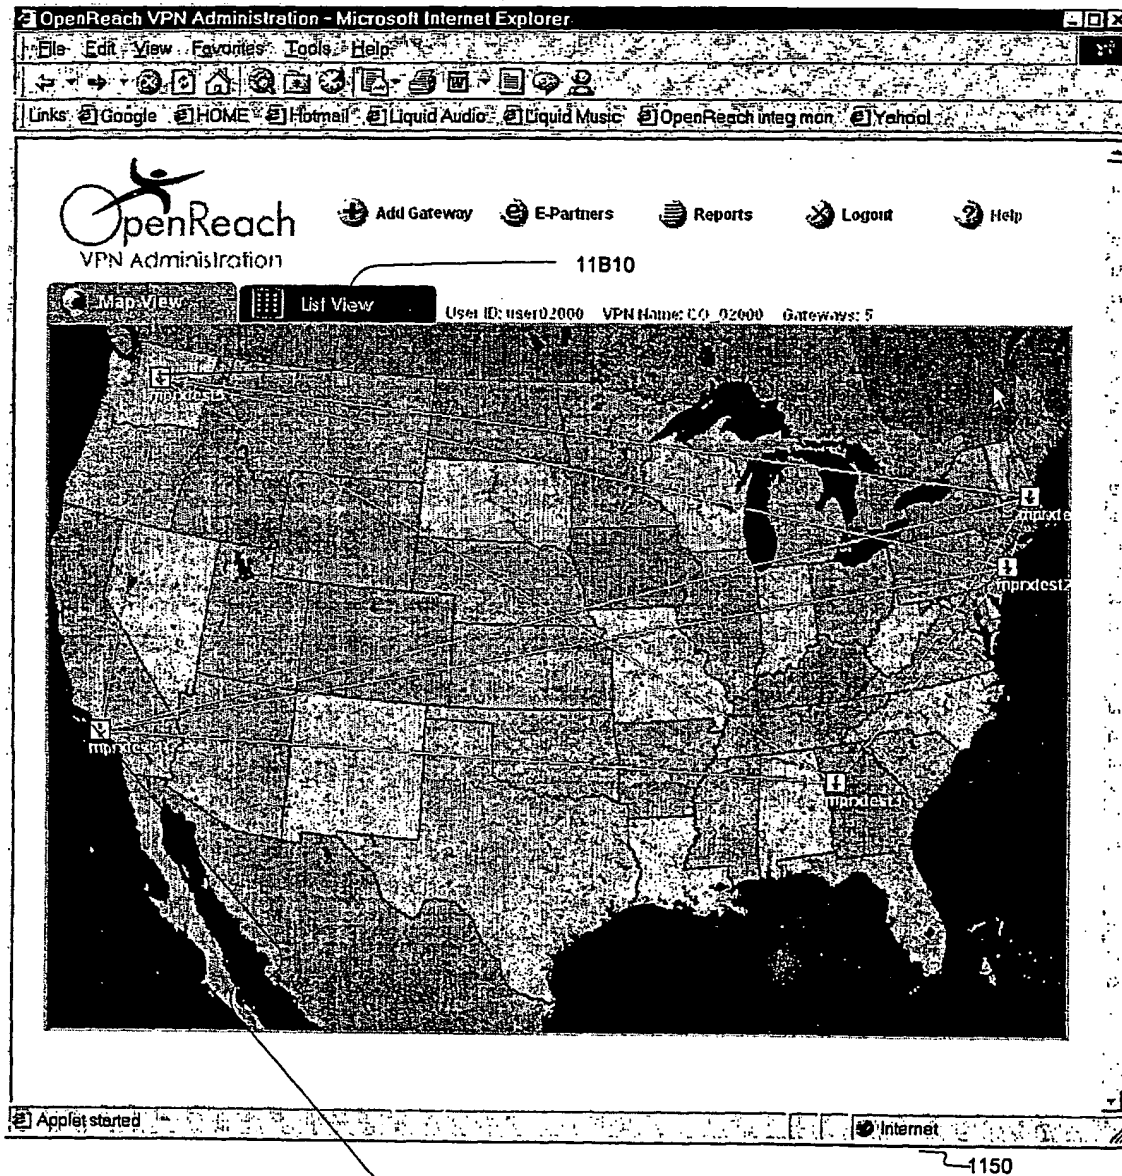 OpenReach VPN Administration - Microsoft Internet Explorer
File Edit View Favorites Tools Help
Links Google HOME Hotmail Liquid Audio Liquid Music OpenReach integ mon Yahoo!
OpenReach
VPN Administration
Add Gateway E-Partners Reports Logout Help
11B10
Map View List View User ID: user02000 VPN Name: CO_02000 Gateways: 5
mprxtest2
mprxtest3
Applet started Internet
1150